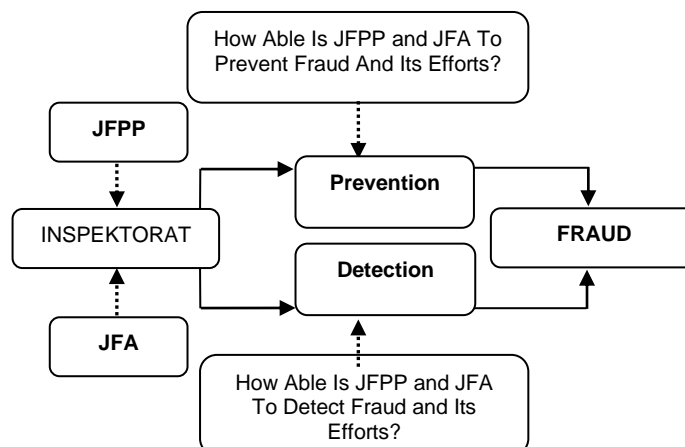 How Able Is JFPP and JFA To
Prevent Fraud And Its Efforts?
JFPP
Prevention
INSPEKTORAT
FRAUD
Detection
JFA
How Able Is JFPP and JFA
To Detect Fraud and Its
Efforts?